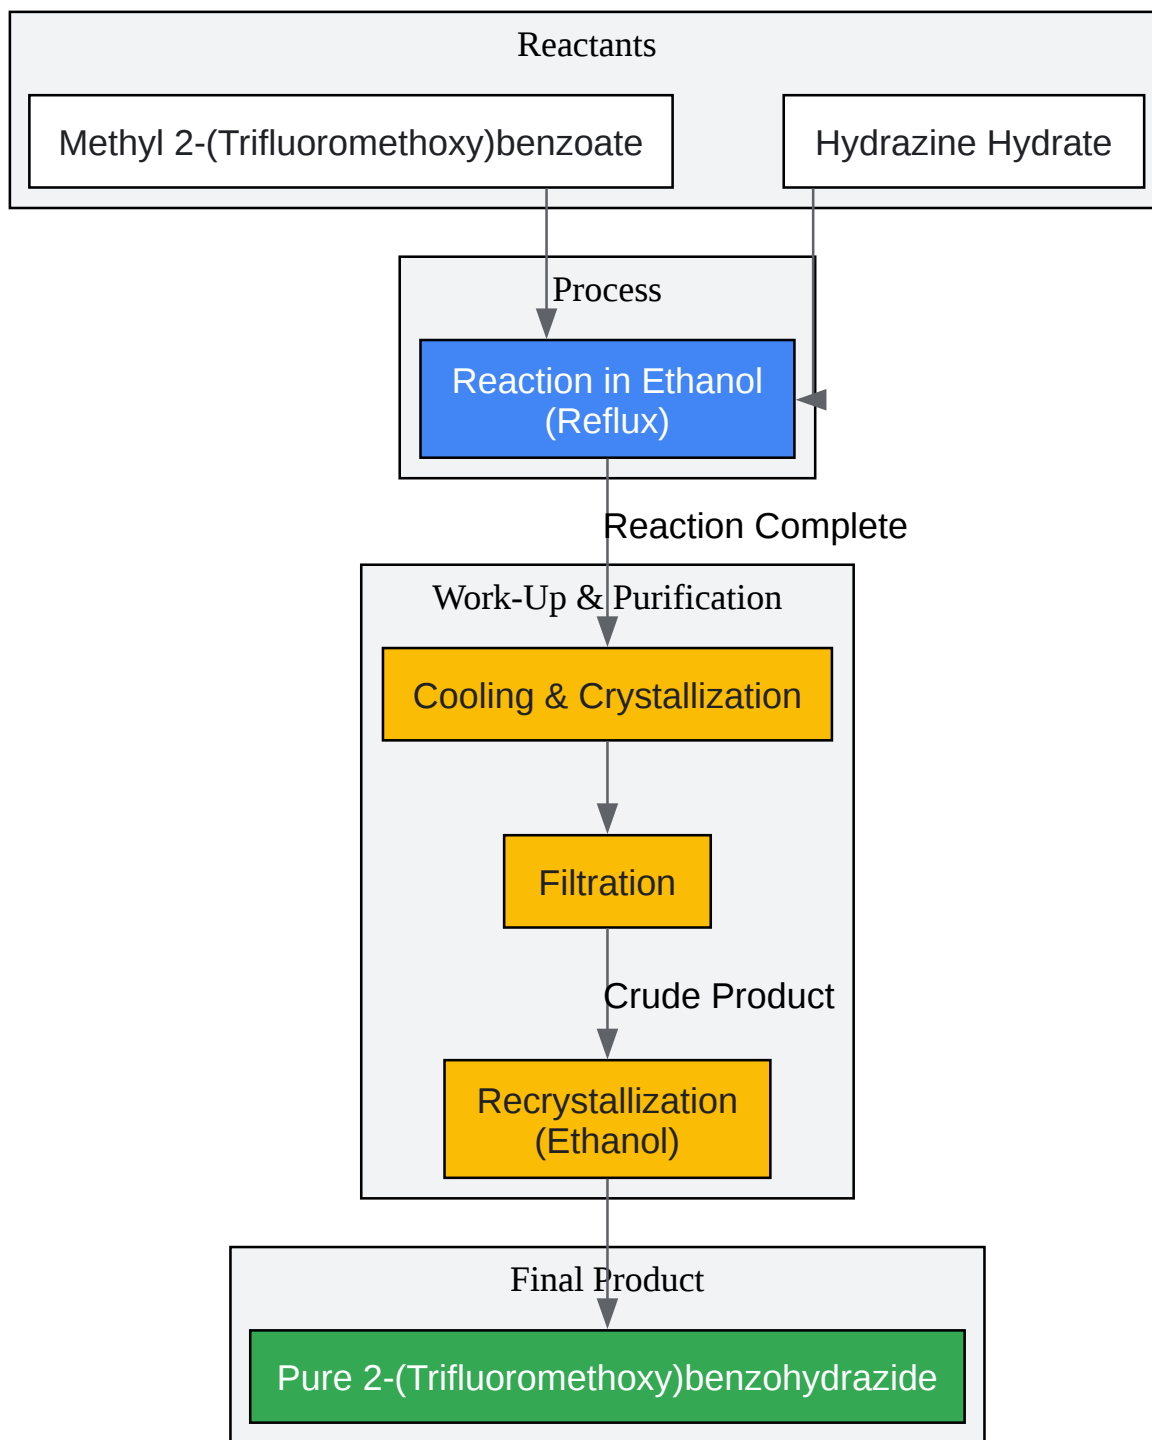 Reactants
Methyl 2-(Trifluoromethoxy)benzoate
Hydrazine Hydrate
Process
Reaction in Ethanol
(Reflux)
Reaction Complete
Work-Up & Purification
Cooling & Crystallization
Filtration
Crude Product
Recrystallization
(Ethanol)
Final Product
Pure 2-(Trifluoromethoxy)benzohydrazide